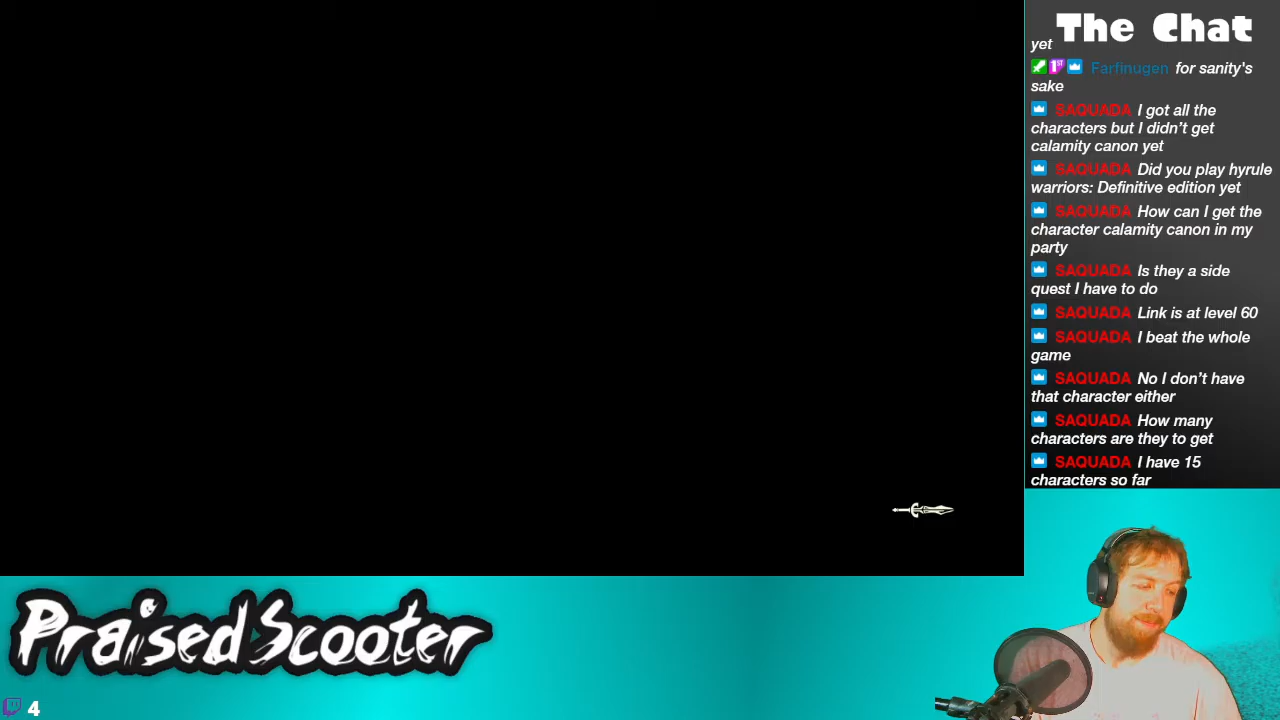 The Chat
yet
Farfinugen for sanity's
sake
SAQUADA I got all the
characters but I didn't get
calamity canon yet
SAQUADA Did you play hyrule
warriors: Definitive edition yet
SAQUADA How can I get the
character calamity canon in my
party
SAQUADA Is they a side
quest I have to do
SAQUADA Link is at level 60
SAQUADA I beat the whole
game
SAQUADA No I don't have
that character either
SAQUADA How many
characters are they to get
SAQUADA I have 15
characters so far
Praised Scooter
4